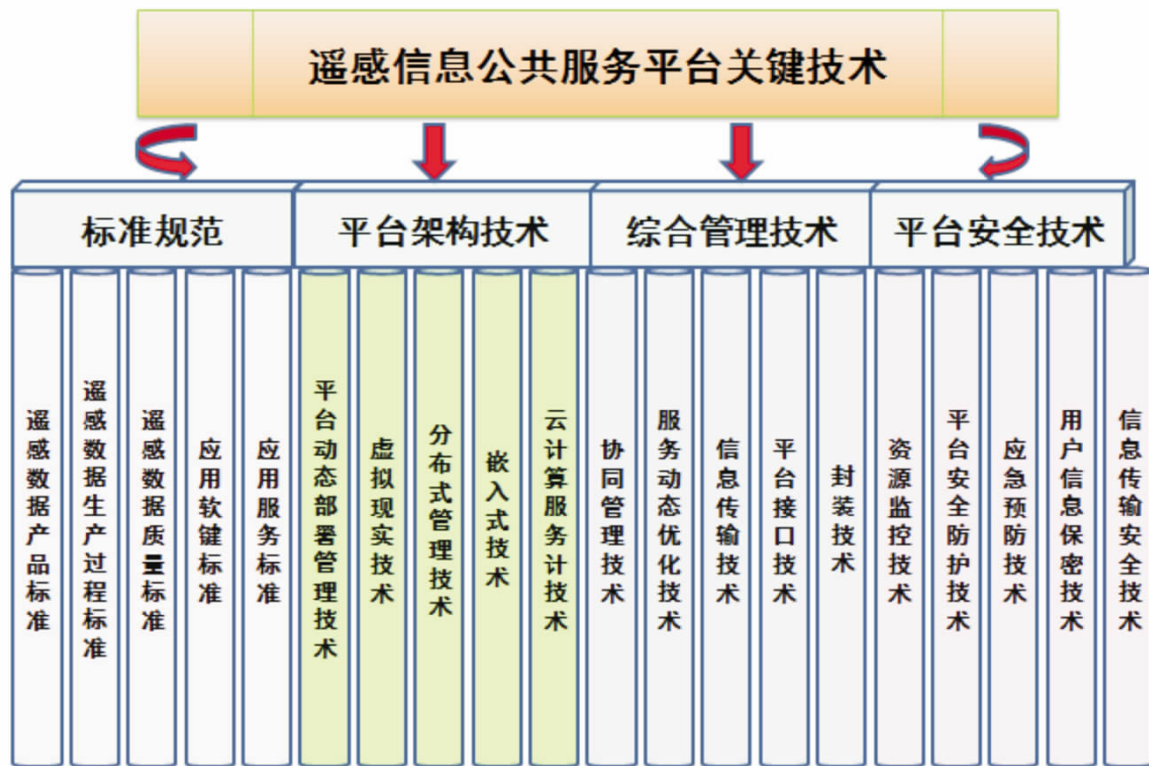 遥感信息公共服务平台关键技术
标准规范
平台架构技术
综合管理技术
平台安全技术
遥感数据产品标准
遥感数据生产过程标准
遥感数据质量标准
应用软键标准
应用服务标准
平台动态部署管理技术
虚拟现实技术
分布式管理技术
嵌入式技术
云计算服务计技术
协同管理技术
服务动态优化技术
信息传输技术
平台接口技术
封装技术
资源监控技术
平台安全防护技术
应急预防技术
用户信息保密技术
信息传输安全技术